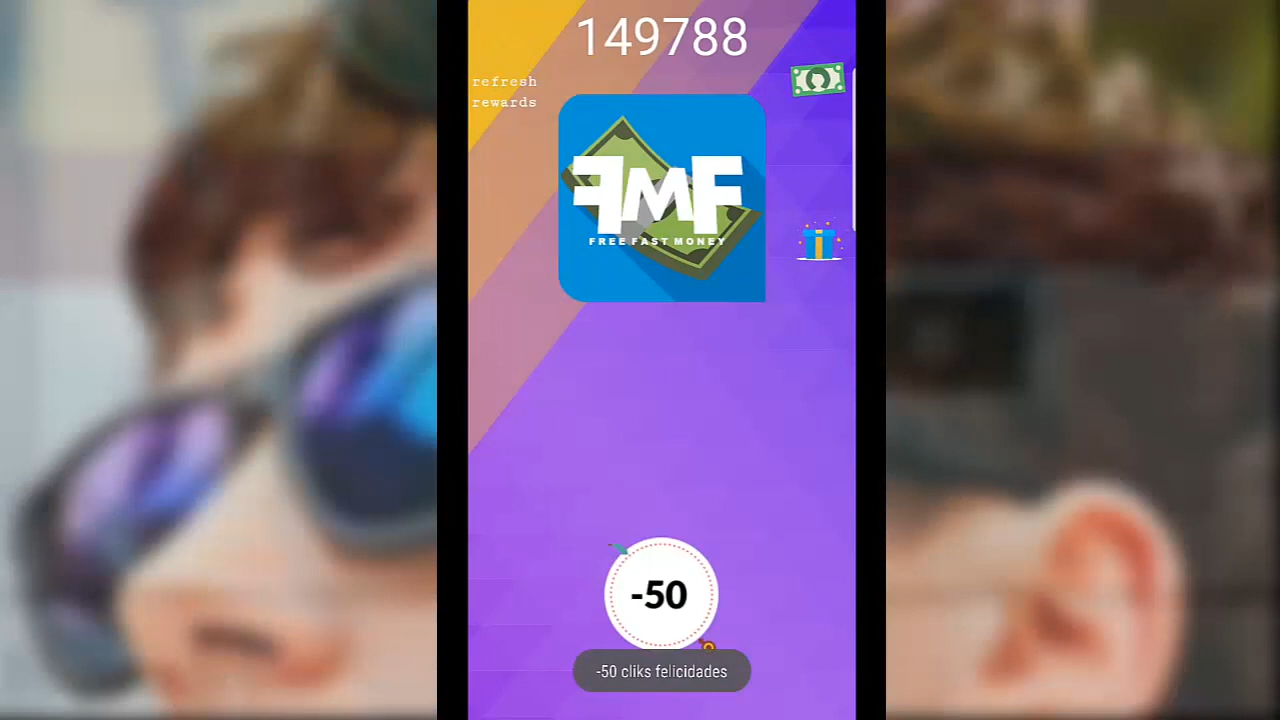 149788
refresh
rewards
FMF
FREE FAST MONEY
-50
-50 cliks felicidades